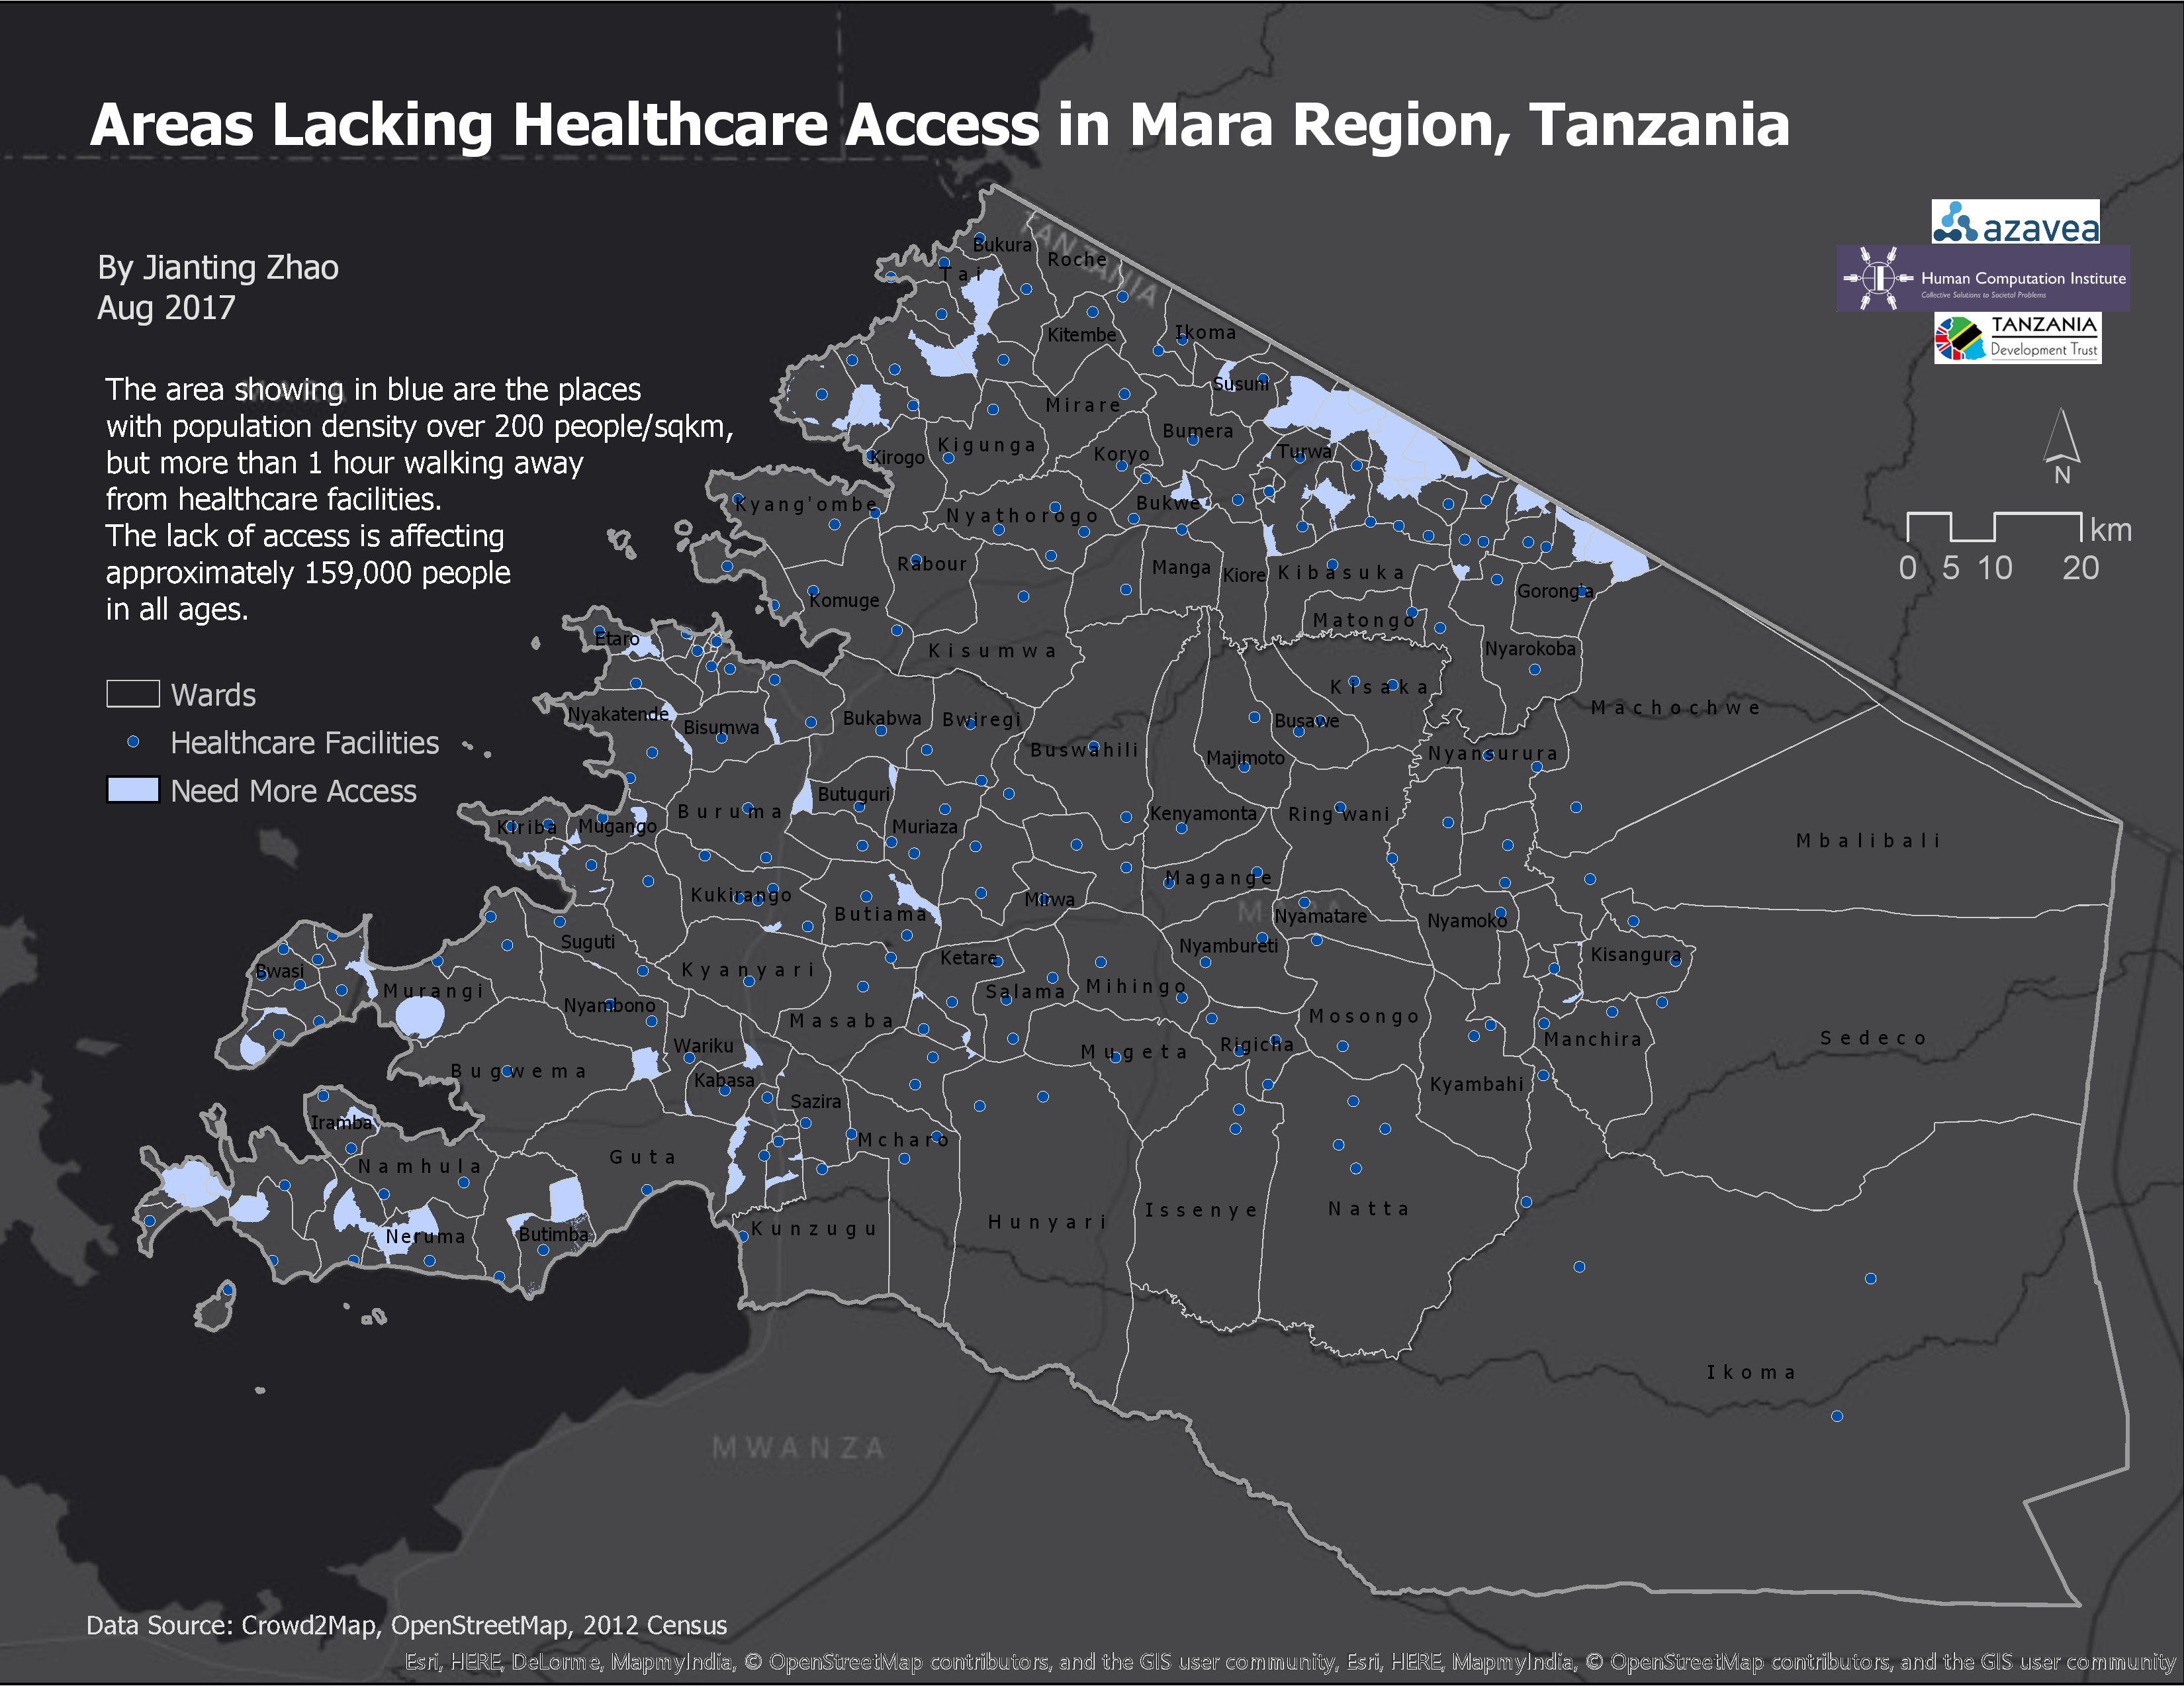 Areas Lacking Healthcare Access in Mara Region, Tanzania
By Jianting Zhao
Aug 2017
azavea
Human Computation Institute
Collective Solutions to Societal Problems
TANZANIA
Development Trust
N
km
0 5 10 20
The area showing in blue are the places
with population density over 200 people/sqkm,
but more than 1 hour walking away
from healthcare facilities.
The lack of access is affecting
approximately 159,000 people
in all ages.
Wards
Healthcare Facilities
Need More Access
TANZANIA
Bukura
Roche
Tai
Kitembe
Ikoma
Susuni
Mirare
Bumera
Kigunga
Koryo
Turwa
Kirogo
Kyang'ombe
Nyathorogo
Bukwe
Rabour
Manga
Kiore
Kibasuka
Gorong'a
Komuge
Matongo
Etaro
Kisumwa
Nyarokoba
Kisaka
Machochwe
Nyakatende
Bisumwa
Bukabwa
Bwiregi
Busawe
Buswahili
Majimoto
Nyansurura
Butuguri
Buruma
Kenyamonta
Ring'wani
Kiriba
Mugango
Muriaza
Mbalibali
Magange
Kukirango
Mirwa
MARA
Butiama
Nyamatare
Nyamoko
Suguti
Nyambureti
Ketare
Kisangura
Bwasi
Kyanyari
Murangi
Salama
Mihingo
Nyambono
Masaba
Mosongo
Sedeco
Manchira
Wariku
Mugeta
Rigicha
Bugwema
Kabasa
Kyambahi
Sazira
Iramba
Mcharo
Guta
Namhula
Issenye
Natta
Hunyari
Kunzugu
Neruma
Butimba
Ikoma
MWANZA
Data Source: Crowd2Map, OpenStreetMap, 2012 Census
Esri, HERE, DeLorme, MapmyIndia, © OpenStreetMap contributors, and the GIS user community, Esri, HERE, MapmyIndia, © OpenStreetMap contributors, and the GIS user community